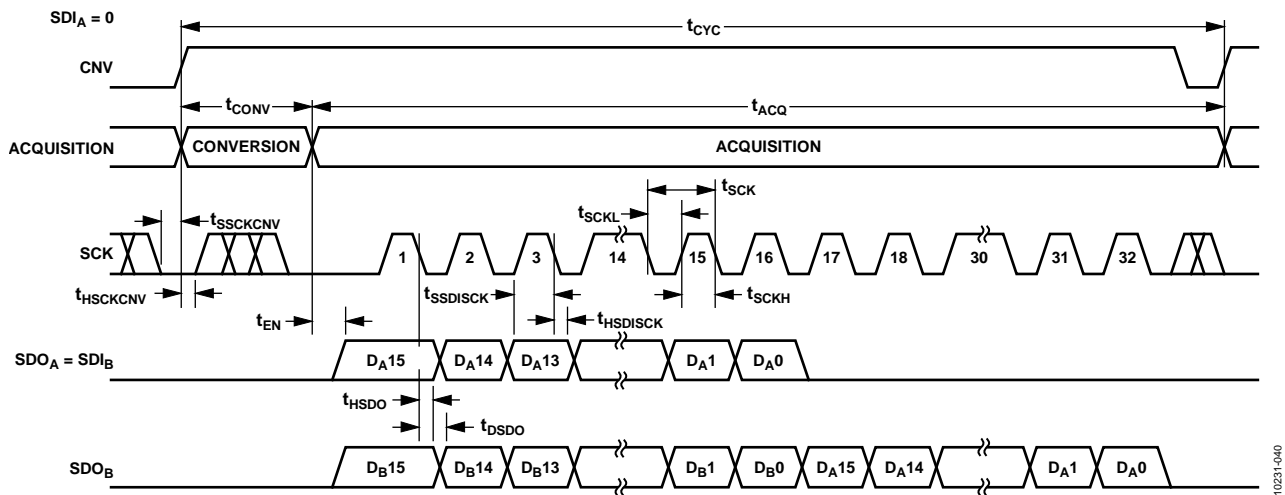 SDIA = 0
tCYC
CNV
tCONV
tACQ
ACQUISITION
CONVERSION
ACQUISITION
tSCK
tSSCKCNV
tSCKL
SCK
1
2
3
14
15
16
17
18
30
31
32
tHSCKCNV
tSSDISCK
tSCKH
tEN
tHSDISCK
SDOA = SDIB
DA15
DA14
DA13
DA1
DA0
tHSDO
tDSDO
SDOB
DB15
DB14
DB13
DB1
DB0
DA15
DA14
DA1
DA0
10231-040